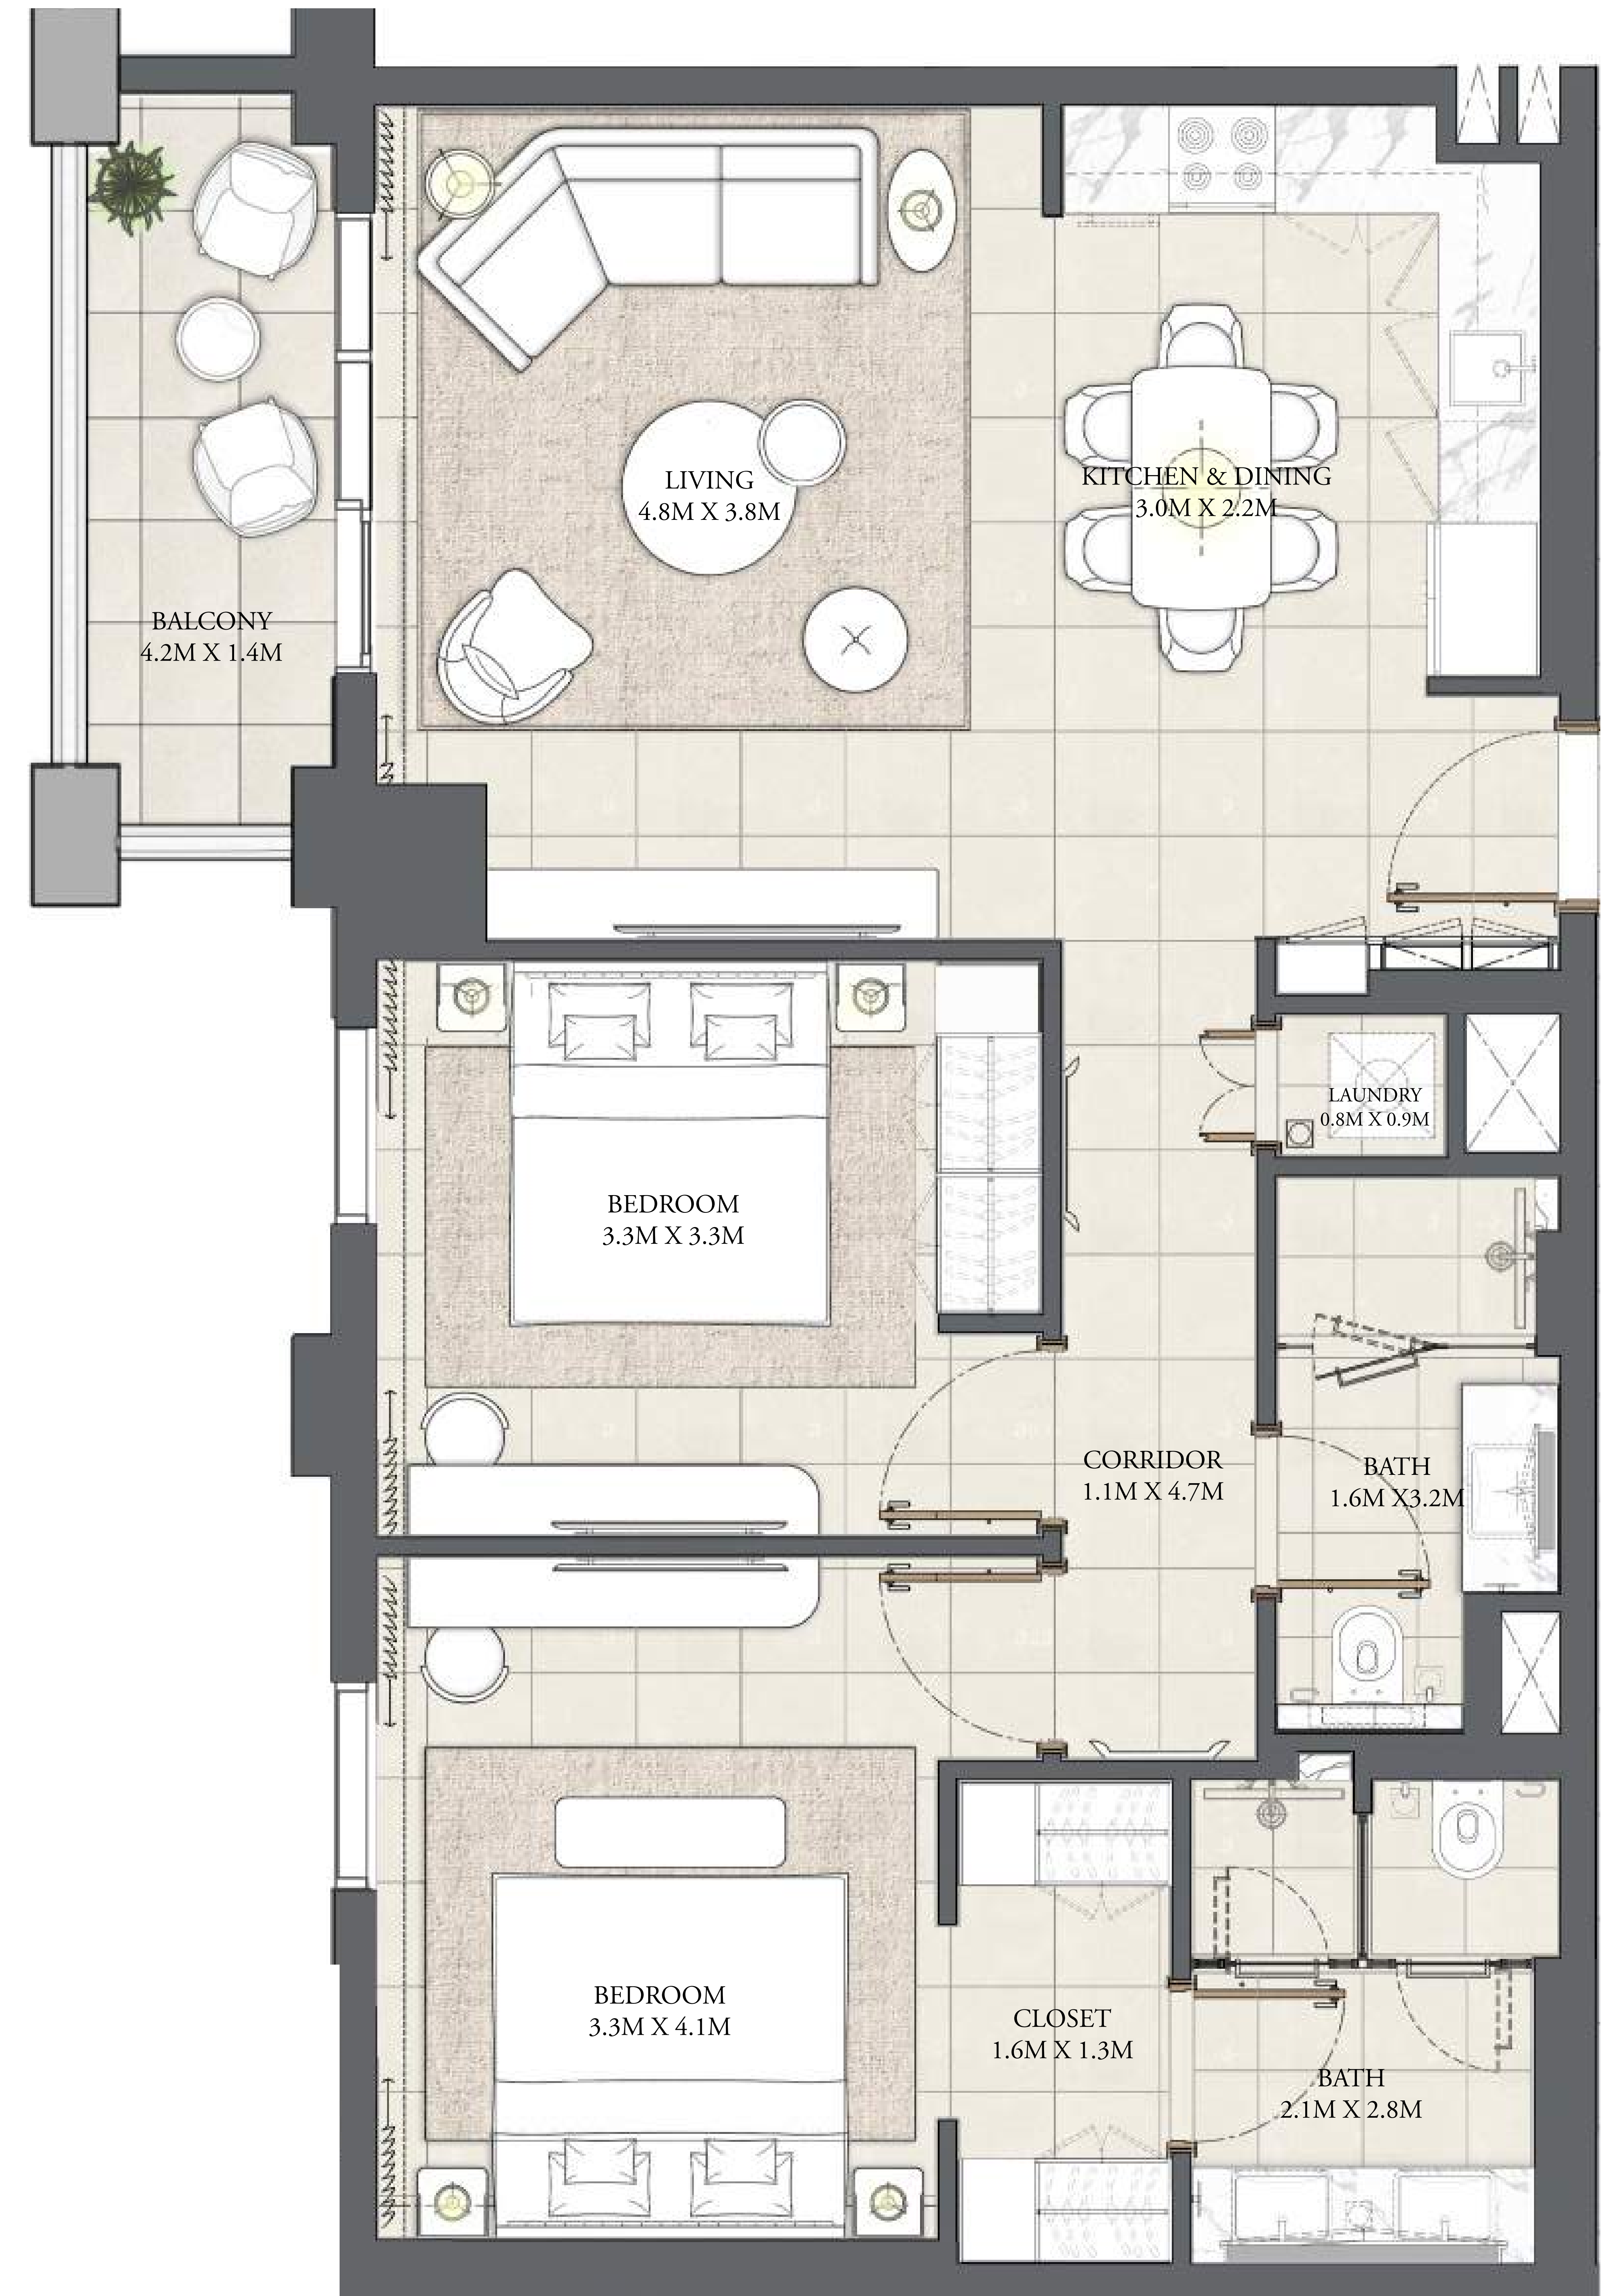 LIVING
4.8M X 3.8M
KITCHEN & DINING
3.0M X 2.2M
BALCONY
4.2M X 1.4M
LAUNDRY
0.8M X 0.9M
BEDROOM
3.3M X 3.3M
CORRIDOR
1.1M X 4.7M
BATH
1.6M X3.2M
BEDROOM
3.3M X 4.1M
CLOSET
1.6M X 1.3M
BATH
2.1M X 2.8M